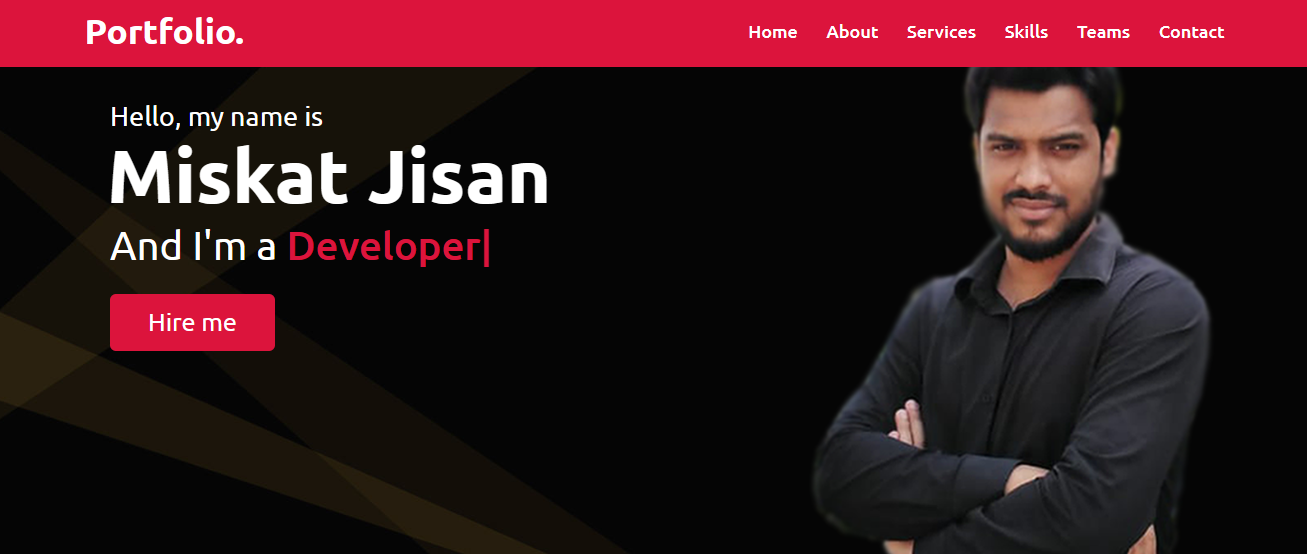 Portfolio.
Home About Services Skills Teams Contact
Hello, my name is
Miskat Jisan
And I'm a Developer|
Hire me